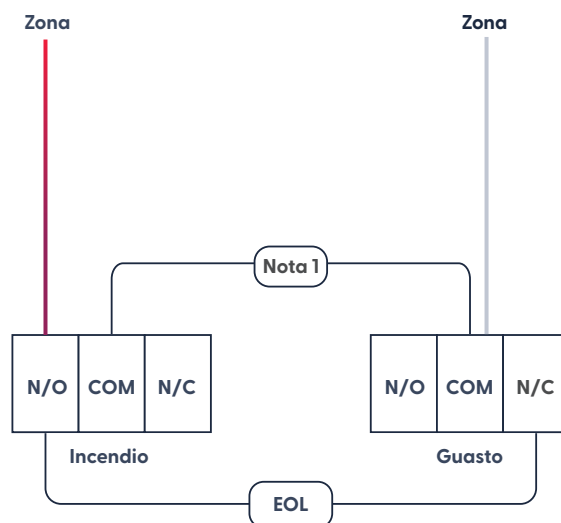 Zona Zona
Nota 1
N/O COM N/C N/O COM N/C
Incendio Guasto
EOL